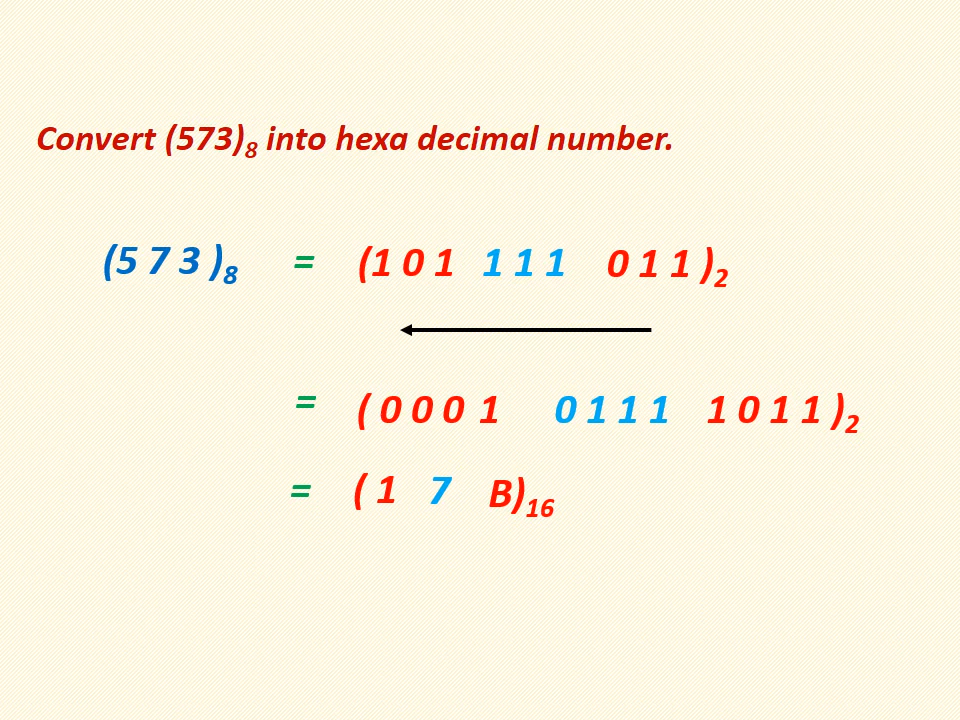 Convert (573)₈ into hexa decimal number.
(5 7 3 )₈ = (1 0 1 1 1 1 0 1 1 )₂
= ( 0 0 0 1 0 1 1 1 1 0 1 1 )₂
= ( 1 7 B)₁₆